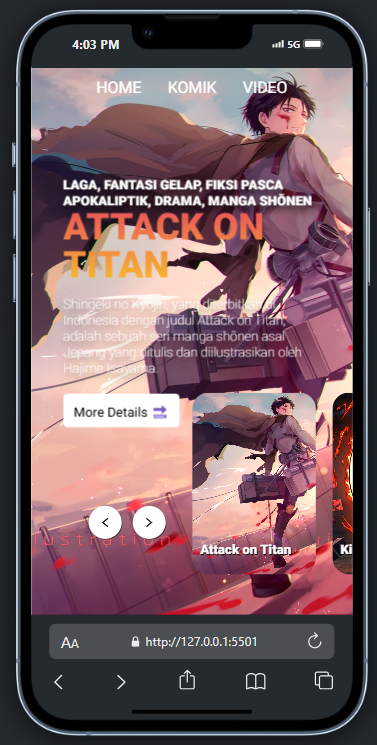 4:03 PM
5G
HOME KOMIK VIDEO
LAGA, FANTASI GELAP, FIKSI PASCA
APOKALIPTIK, DRAMA, MANGA SHŌNEN
ATTACK ON
TITAN
Shingeki no Kyojin, yang diterbitkan di
Indonesia dengan judul Attack on Titan,
adalah sebuah seri manga shōnen asal
Jepang yang ditulis dan diilustrasikan oleh
Hajime Isayama.
More Details
Attack on Titan
Ki
lustration
AA
http://127.0.0.1:5501